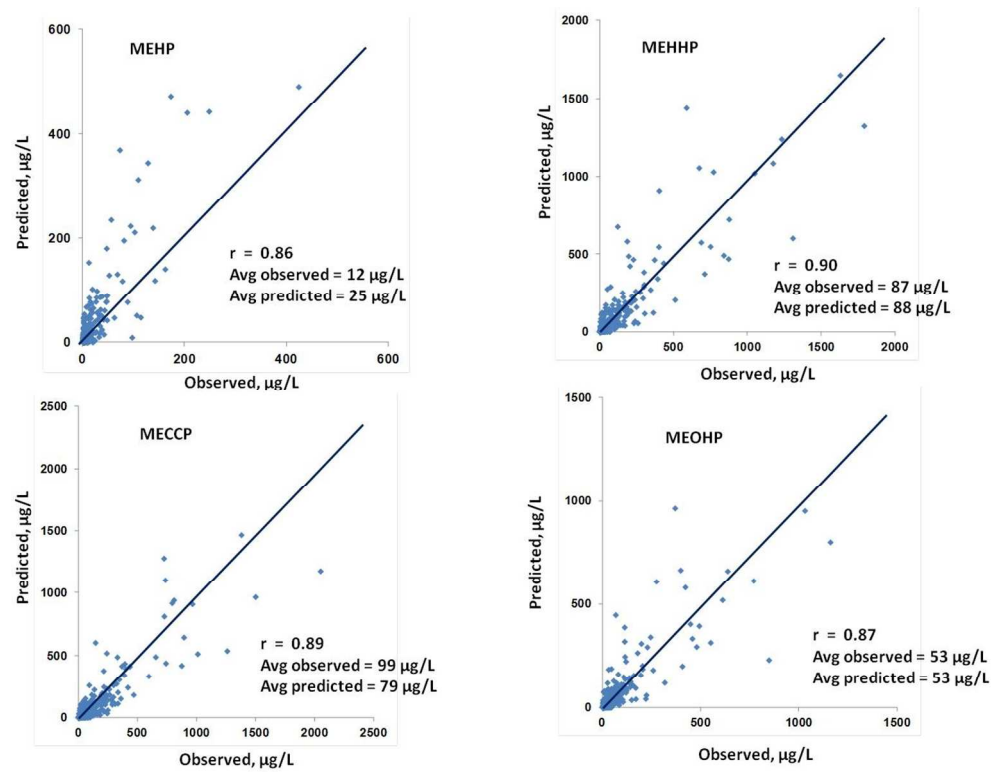 MEHP
600
400
200
0
0 200 400 600
Predicted, µg/L
Observed, µg/L
r = 0.86
Avg observed = 12 µg/L
Avg predicted = 25 µg/L
MEHHP
2000
1500
1000
500
0
0 500 1000 1500 2000
Predicted, µg/L
Observed, µg/L
r = 0.90
Avg observed = 87 µg/L
Avg predicted = 88 µg/L
MECCP
2500
2000
1500
1000
500
0
0 500 1000 1500 2000 2500
Predicted, µg/L
Observed, µg/L
r = 0.89
Avg observed = 99 µg/L
Avg predicted = 79 µg/L
MEOHP
1500
1000
500
0
0 500 1000 1500
Predicted, µg/L
Observed, µg/L
r = 0.87
Avg observed = 53 µg/L
Avg predicted = 53 µg/L